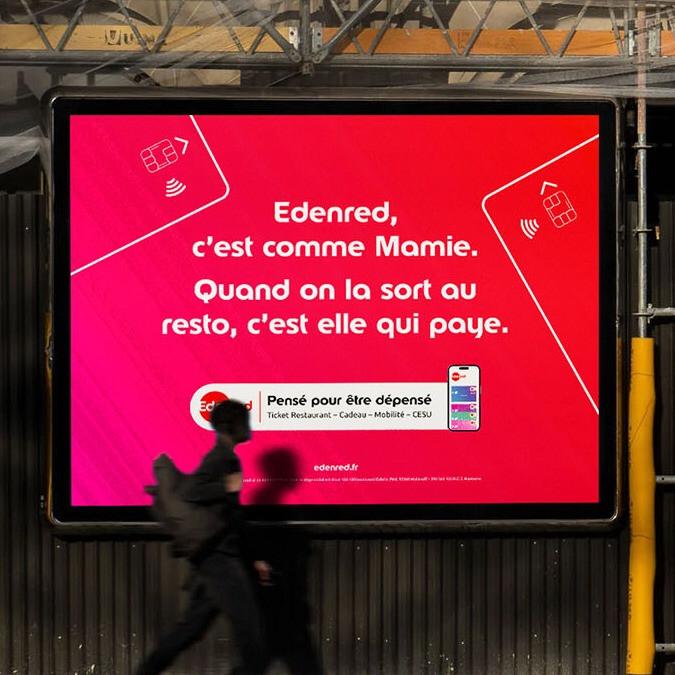 Edenred,
c'est comme Mamie.
Quand on la sort au
resto, c'est elle qui paye.
Pensé pour être dépensé
Ticket Restaurant – Cadeau – Mobilité – CESU
edenred.fr